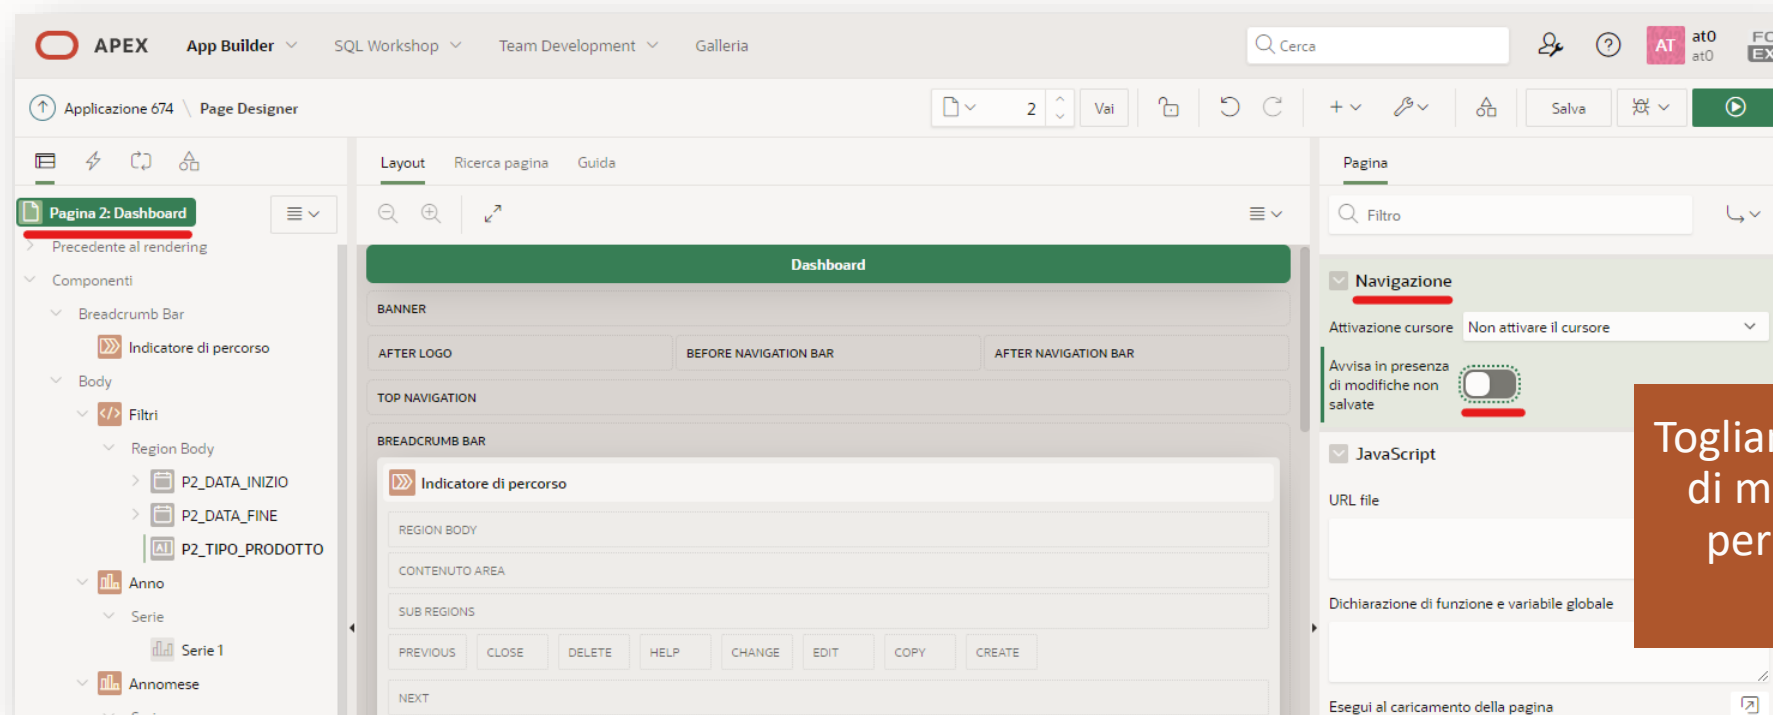 APEX App Builder SQL Workshop Team Development Galleria Cerca AT at0
at0
Applicazione 674 \ Page Designer 2 Vai Salva
Layout Ricerca pagina Guida Pagina
Pagina 2: Dashboard
Filtro
Precedente al rendering
Componenti
Breadcrumb Bar
Indicatore di percorso
Body
Filtri
Region Body
P2_DATA_INIZIO
P2_DATA_FINE
P2_TIPO_PRODOTTO
Anno
Serie
Serie 1
Annomese
Dashboard
BANNER
AFTER LOGO BEFORE NAVIGATION BAR AFTER NAVIGATION BAR
TOP NAVIGATION
BREADCRUMB BAR
Indicatore di percorso
REGION BODY
CONTENUTO AREA
SUB REGIONS
PREVIOUS CLOSE DELETE HELP CHANGE EDIT COPY CREATE
NEXT
Navigazione
Attivazione cursore Non attivare il cursore
Avvisa in presenza
di modifiche non
salvate
JavaScript
URL file
Dichiarazione di funzione e variabile globale
Esegui al caricamento della pagina
di
per